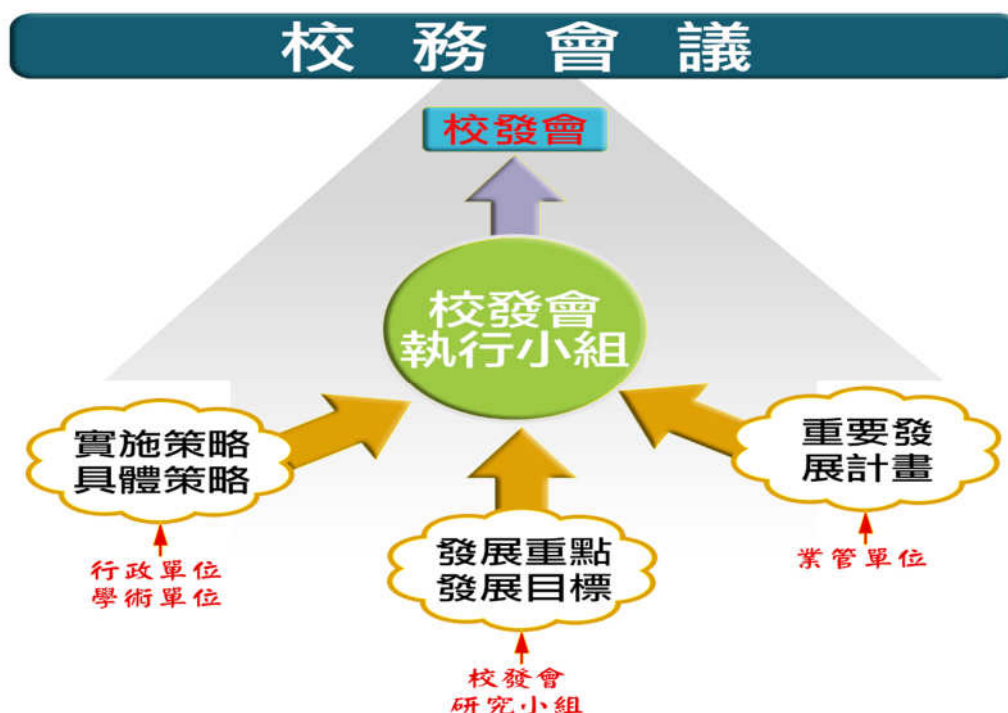 校務會議
校發會
校發會
執行小組
實施策略
具體策略
重要發
展計畫
發展重點
發展目標
行政單位
學術單位
業管單位
校發會
研究小組